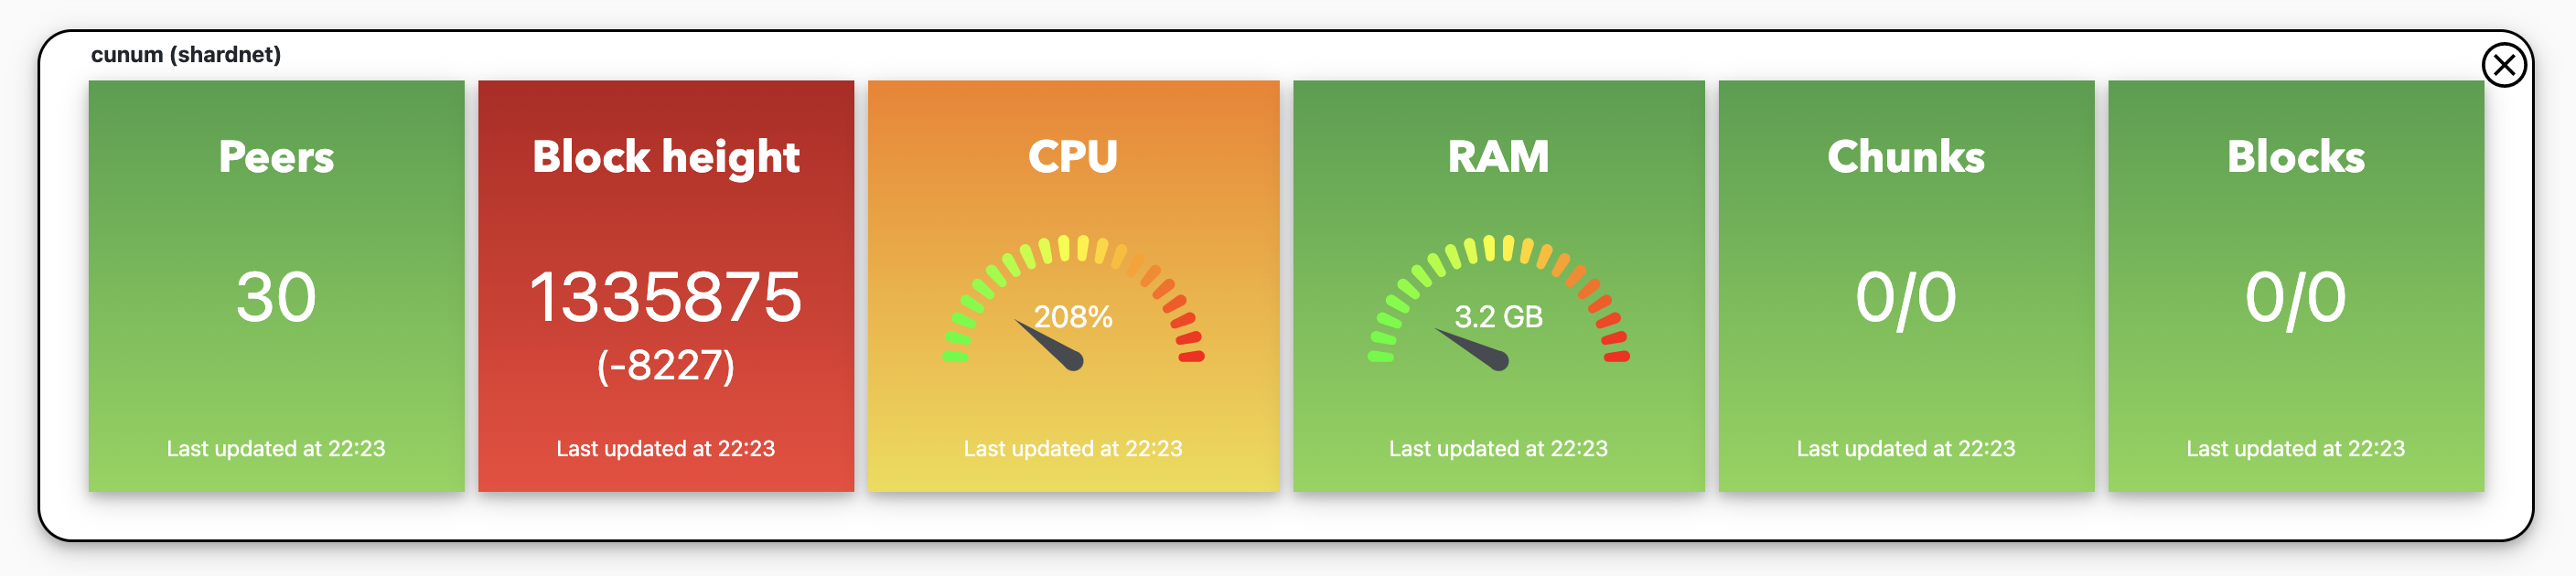 cunum (shardnet)
Peers
30
Last updated at 22:23
Block height
1335875
(-8227)
Last updated at 22:23
CPU
208%
Last updated at 22:23
RAM
3.2 GB
Last updated at 22:23
Chunks
0/0
Last updated at 22:23
Blocks
0/0
Last updated at 22:23